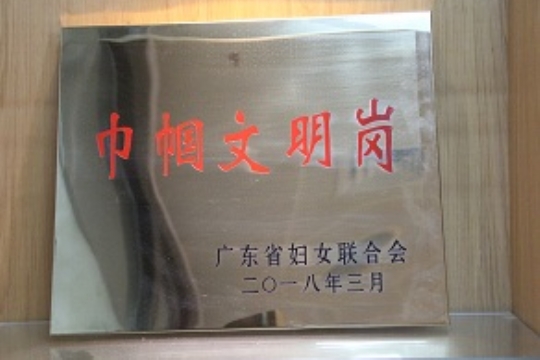 巾帼文明岗
广东省妇女联合会
二〇一八年三月